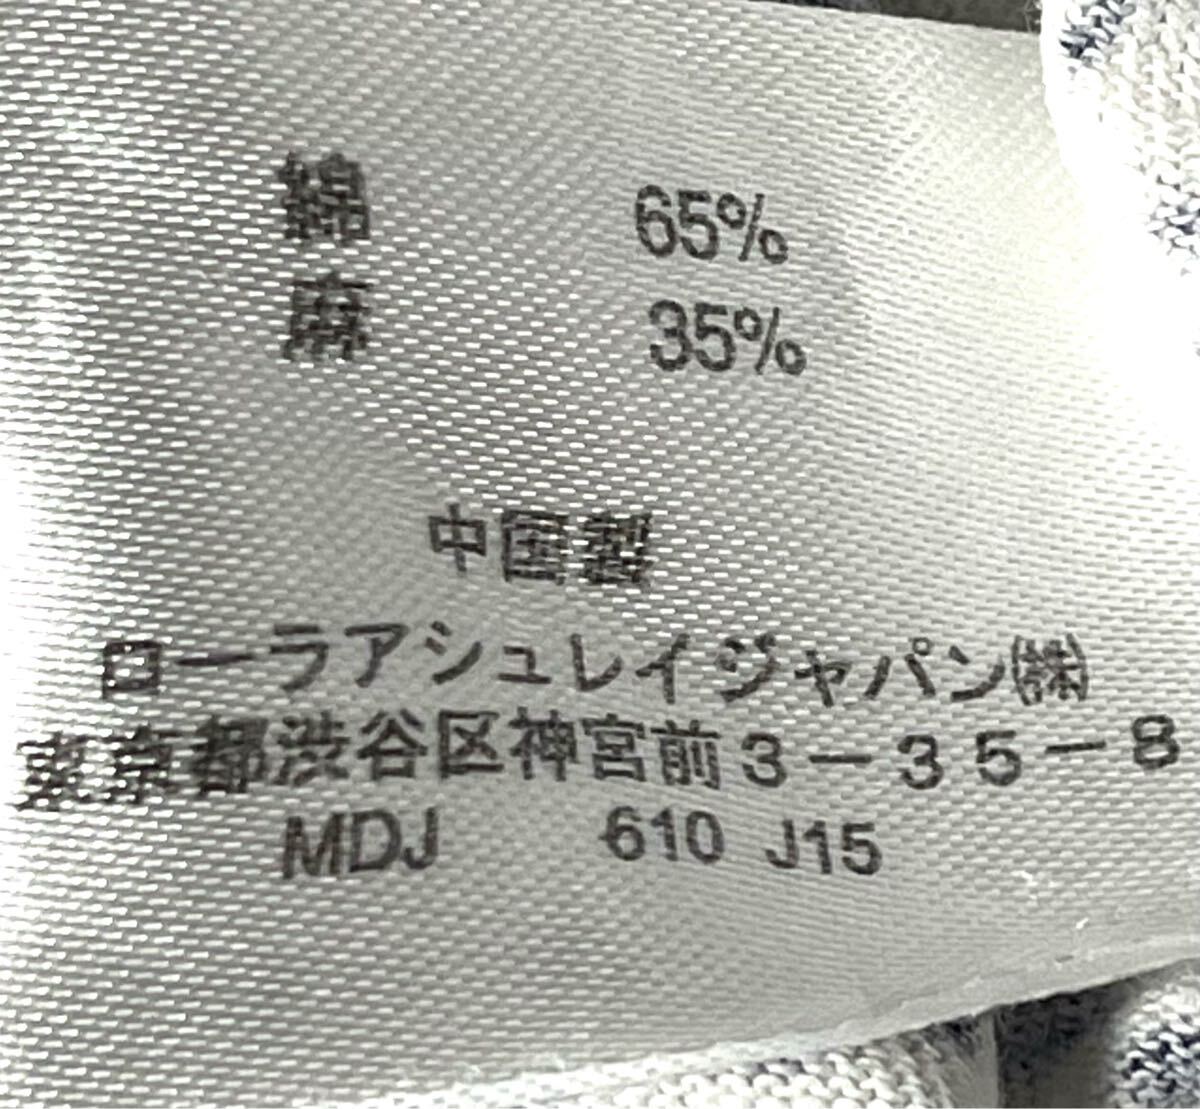 綿 65%
麻 35%
中国製
ローラアシュレイジャパン㈱
東京都渋谷区神宮前3-35-8
MDJ 610 J15